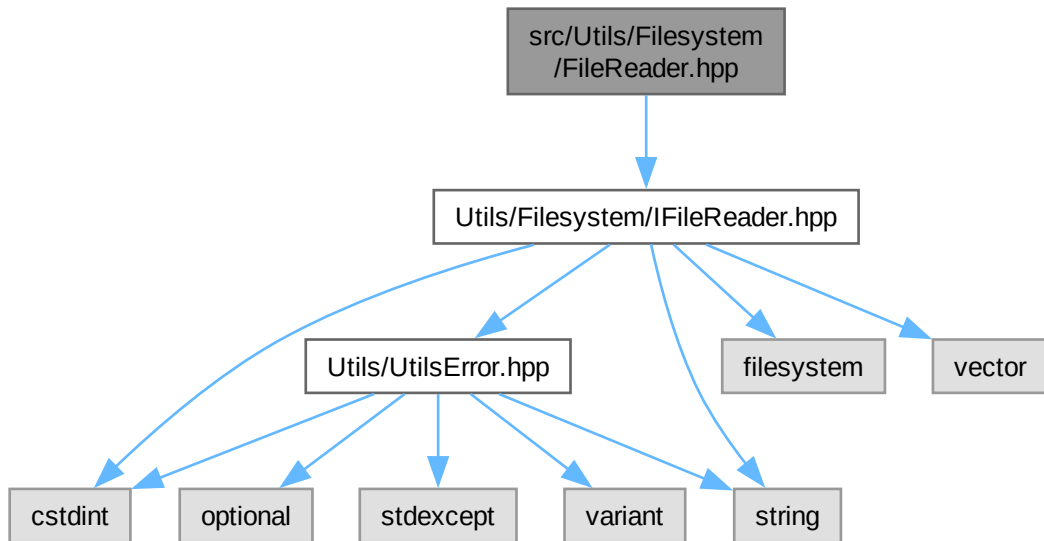 src/Utils/Filesystem
/FileReader.hpp
Utils/Filesystem/IFileReader.hpp
Utils/UtilsError.hpp
filesystem
vector
cstdint
optional
stdexcept
variant
string